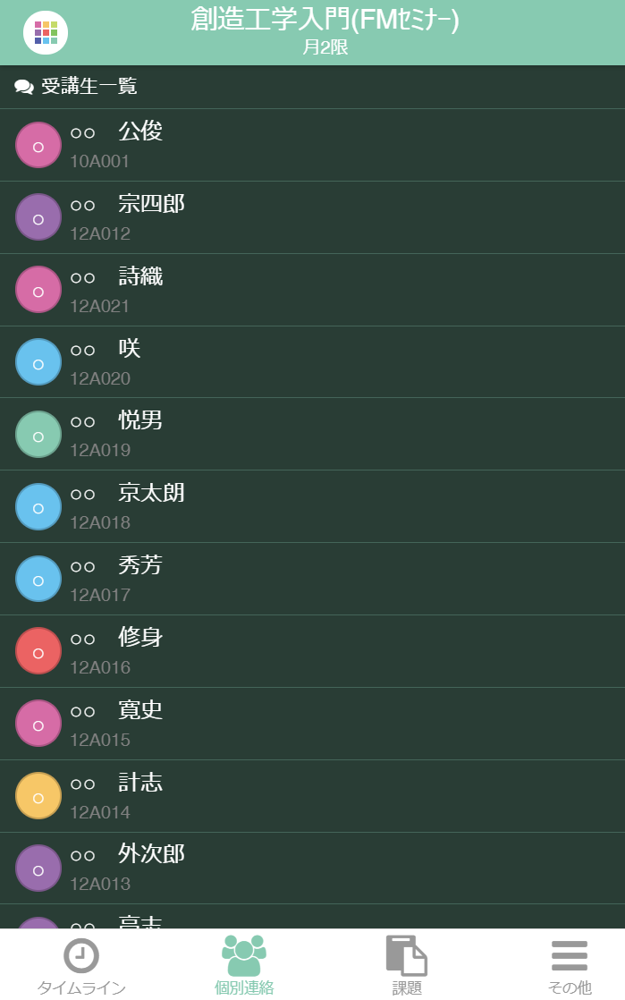 創造工学入門(FMｾﾐﾅｰ)
月2限
受講生一覧
○ ○○　公俊
10A001
○ ○○　宗四郎
12A012
○ ○○　詩織
12A021
○ ○○　咲
12A020
○ ○○　悦男
12A019
○ ○○　京太朗
12A018
○ ○○　秀芳
12A017
○ ○○　修身
12A016
○ ○○　寛史
12A015
○ ○○　計志
12A014
○ ○○　外次郎
12A013
タイムライン
個別連絡
課題
その他